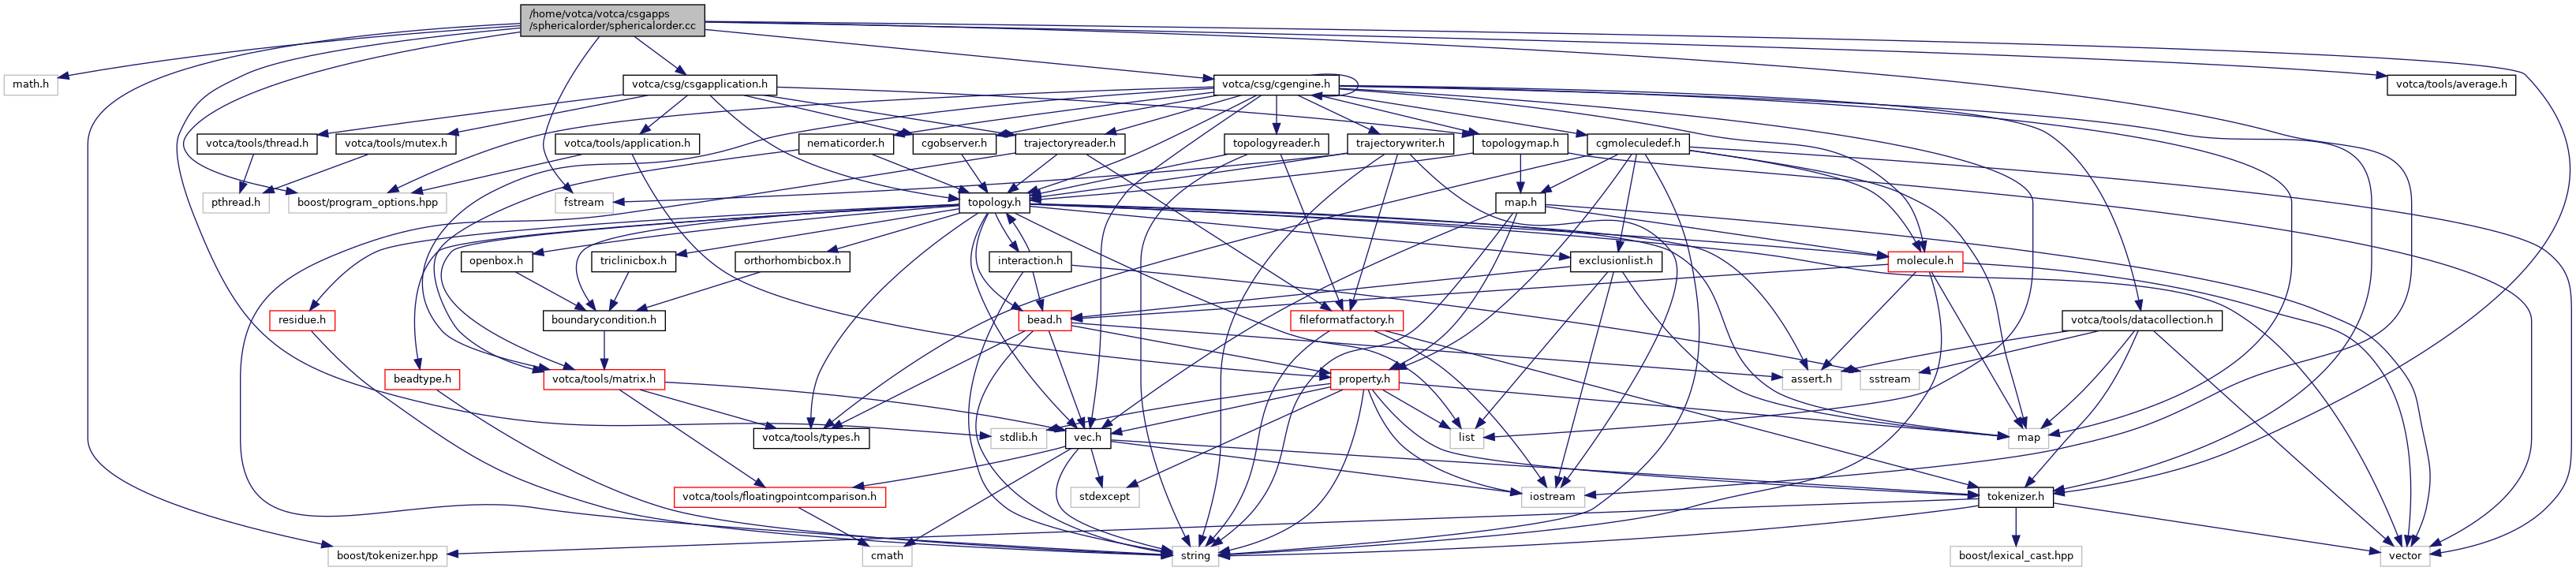 /home/votca/votca/csgapps
/sphericalorder/sphericalorder.cc
math.h
votca/csg/csgapplication.h
votca/csg/cgengine.h
votca/tools/average.h
votca/tools/thread.h
votca/tools/mutex.h
votca/tools/application.h
nematicorder.h
cgobserver.h
trajectoryreader.h
topologyreader.h
trajectorywriter.h
topologymap.h
cgmoleculedef.h
pthread.h
boost/program_options.hpp
fstream
topology.h
map.h
openbox.h
triclinicbox.h
orthorhombicbox.h
interaction.h
exclusionlist.h
molecule.h
residue.h
boundarycondition.h
bead.h
fileformatfactory.h
votca/tools/datacollection.h
beadtype.h
votca/tools/matrix.h
property.h
assert.h
sstream
votca/tools/types.h
stdlib.h
vec.h
list
map
votca/tools/floatingpointcomparison.h
stdexcept
iostream
tokenizer.h
boost/tokenizer.hpp
cmath
string
boost/lexical_cast.hpp
vector